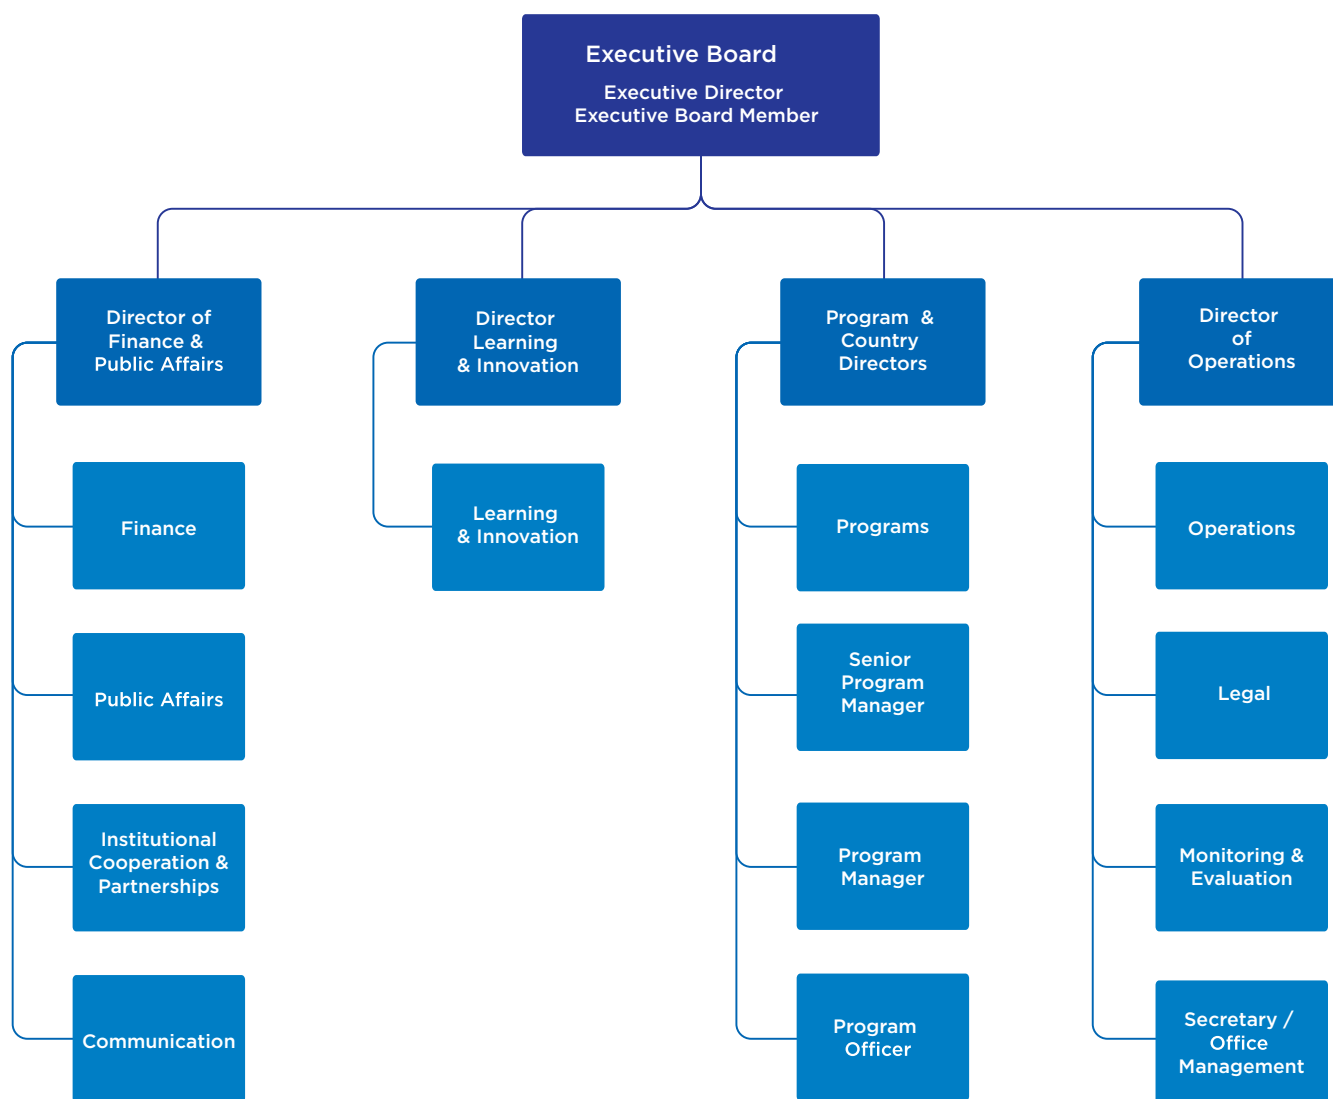 Executive Board
Executive Director
Executive Board Member
Director of
Finance &
Public Affairs
Director
Learning
& Innovation
Program &
Country
Directors
Director
of
Operations
Finance
Learning
& Innovation
Programs
Operations
Public Affairs
Senior
Program
Manager
Legal
Institutional
Cooperation &
Partnerships
Program
Manager
Monitoring &
Evaluation
Communication
Program
Officer
Secretary /
Office
Management